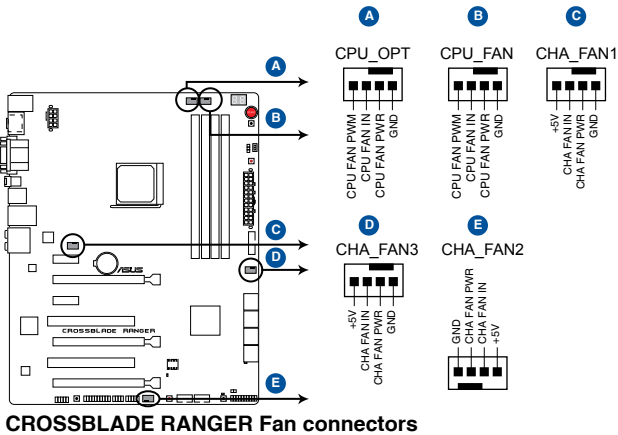 A B C
CPU_OPT CPU_FAN CHA_FAN1
CPU FAN PWM
CPU FAN IN
CPU FAN PWR
GND
CPU FAN PWM
CPU FAN IN
CPU FAN PWR
GND
+5V
CHA FAN IN
CHA FAN PWR
GND
A
B
C
D
E
D E
CHA_FAN3 CHA_FAN2
+5V
CHA FAN IN
CHA FAN PWR
GND
GND
CHA FAN PWR
CHA FAN IN
+5V
ASUS
CROSSBLADE RANGER
CROSSBLADE RANGER Fan connectors